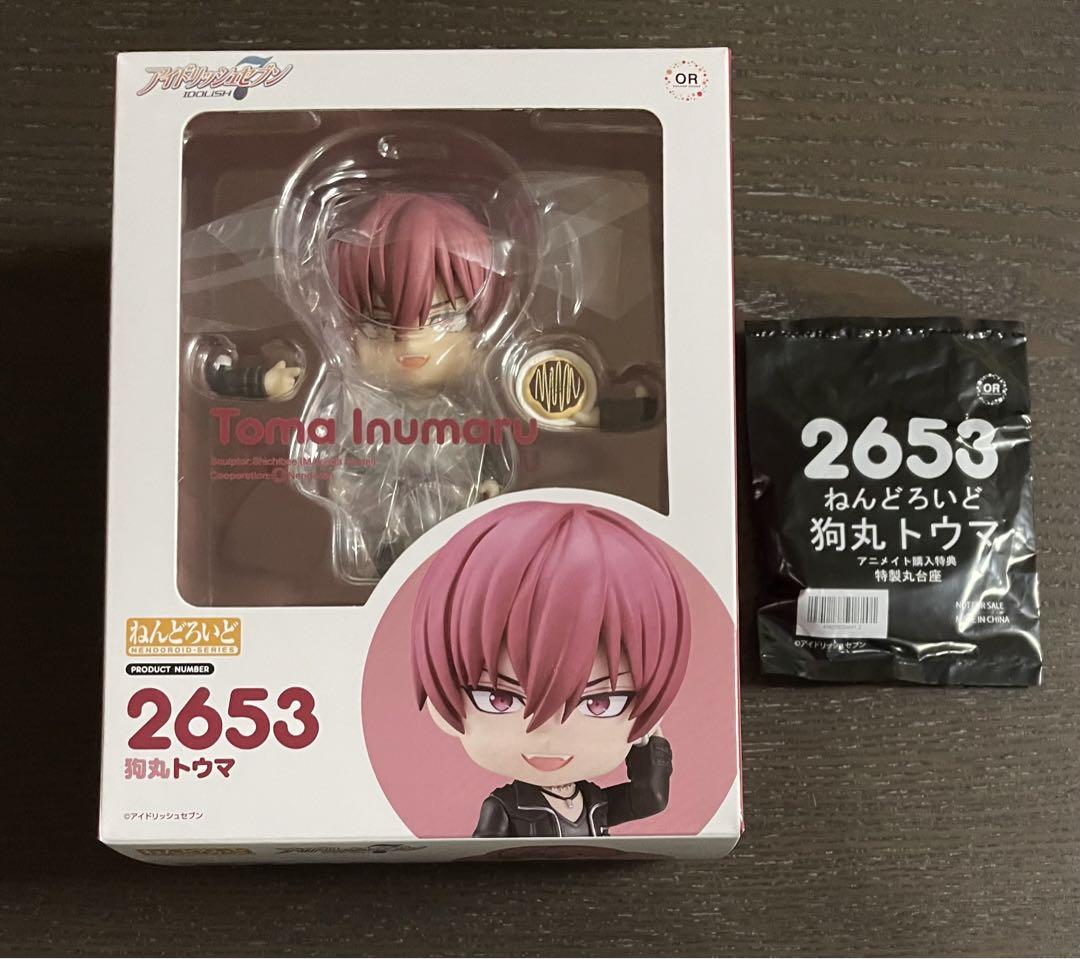 アイドリッシュセブン
IDOLiSH7
OR
Toma Inumaru
Sculptor: Shichibee
Cooperation: Nendoron
ねんどろいど
NENDOROID-SERIES
PRODUCT NUMBER
2653
狗丸トウマ
©アイドリッシュセブン
OR
2653
ねんどろいど
狗丸トウマ
アニメイト購入特典
特製丸台座
NOT FOR SALE
MADE IN CHINA
©アイドリッシュセブン